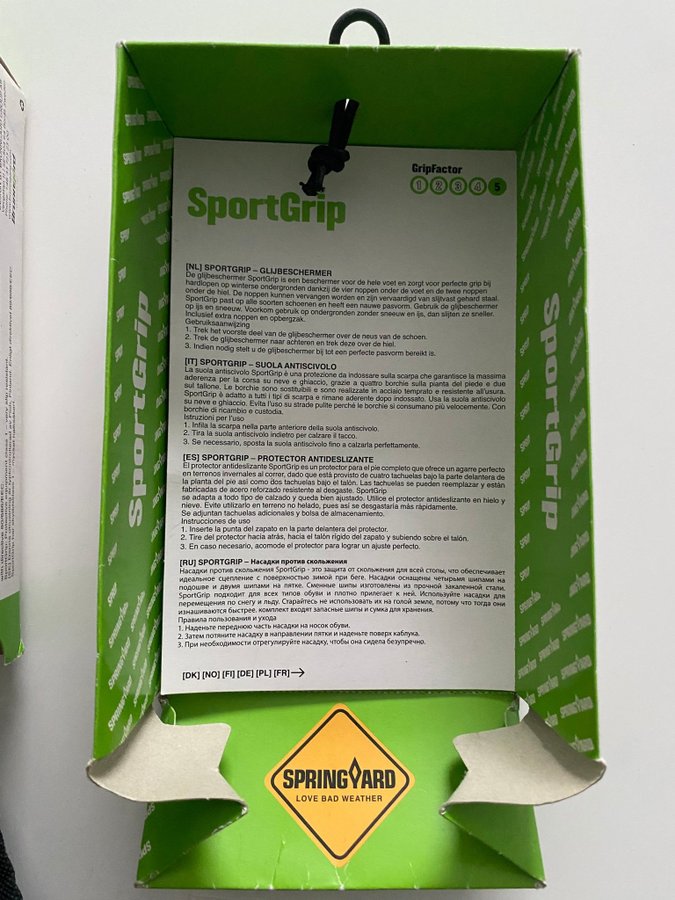 GripFactor
1 2 3 4 5
SportGrip
[NL] SPORTGRIP – GLIJBESCHERMER
De glijbeschermer SportGrip is een beschermer voor de hele voet en zorgt voor perfecte grip bij
hardlopen op winterse ondergronden dankzij de vier noppen onder de voet en de twee noppen
onder de hiel. De noppen kunnen vervangen worden en zijn vervaardigd van slijtvast gehard staal.
SportGrip past op alle soorten schoenen en heeft een nauwe pasvorm. Gebruik de glijbeschermer
op ijs en sneeuw. Voorkom gebruik op ondergronden zonder sneeuw en ijs, dan slijten ze sneller.
Inclusief extra noppen en opbergzak.
Gebruiksaanwijzing
1. Trek het voorste deel van de glijbeschermer over de neus van de schoen.
2. Trek de glijbeschermer naar achteren en trek deze over de hiel.
3. Indien nodig stelt u de glijbeschermer bij tot een perfecte pasvorm bereikt is.
[IT] SPORTGRIP – SUOLA ANTISCIVOLO
La suola antiscivolo SportGrip è una protezione da indossare sulla scarpa che garantisce la massima
aderenza per la corsa su neve e ghiaccio, grazie a quattro borchie sulla pianta del piede e due
sul tallone. Le borchie sono sostituibili e sono realizzate in acciaio temprato e resistente all'usura.
SportGrip è adatto a tutti i tipi di scarpa e rimane aderente dopo indossato. Usa la suola antiscivolo
su neve e ghiaccio. Evita l'uso su strade pulite perché le borchie si consumano più velocemente. Con
borchie di ricambio e custodia.
Istruzioni per l'uso
1. Infila la scarpa nella parte anteriore della suola antiscivolo.
2. Tira la suola antiscivolo indietro per calzare il tacco.
3. Se necessario, sposta la suola antiscivolo fino a calzarla perfettamente.
[ES] SPORTGRIP – PROTECTOR ANTIDESLIZANTE
El protector antideslizante SportGrip es un protector para el pie completo que ofrece un agarre perfecto
en terrenos invernales al correr, dado que está provisto de cuatro tachuelas bajo la parte delantera de
la planta del pie así como dos tachuelas bajo el talón. Las tachuelas se pueden reemplazar y están
fabricadas de acero reforzado resistente al desgaste. SportGrip
se adapta a todo tipo de calzado y queda bien ajustado. Utilice el protector antideslizante en hielo y
nieve. Evite utilizarlo en terreno no helado, pues así se desgastaría más rápidamente.
Se adjuntan tachuelas adicionales y bolsa de almacenamiento.
Instrucciones de uso
1. Inserte la punta del zapato en la parte delantera del protector.
2. Tire del protector hacia atrás, hacia el talón rígido del zapato y subiendo sobre el talón.
3. En caso necesario, acomode el protector para lograr un ajuste perfecto.
[RU] SPORTGRIP – Насадки против скольжения
Насадки против скольжения SportGrip - это защита от скольжения для всей стопы, что обеспечивает
идеальное сцепление с поверхностью зимой при беге. Насадки оснащены четырьмя шипами на
подошве и двумя шипами на пятке. Сменные шипы изготовлены из прочной закаленной стали.
SportGrip подходит для всех типов обуви и плотно прилегает к ней. Используйте насадки для
перемещения по снегу и льду. Старайтесь не использовать их на голой земле, потому что тогда они
изнашиваются быстрее. комплект входят запасные шипы и сумка для хранения.
Правила пользования и ухода
1. Наденьте переднюю часть насадки на носок обуви.
2. Затем потяните насадку в направлении пятки и наденьте поверх каблука.
3. При необходимости отрегулируйте насадку, чтобы она сидела безупречно.
[DK] [NO] [FI] [DE] [PL] [FR]→
SportGrip
SportGrip
SPRINGYARD
LOVE BAD WEATHER